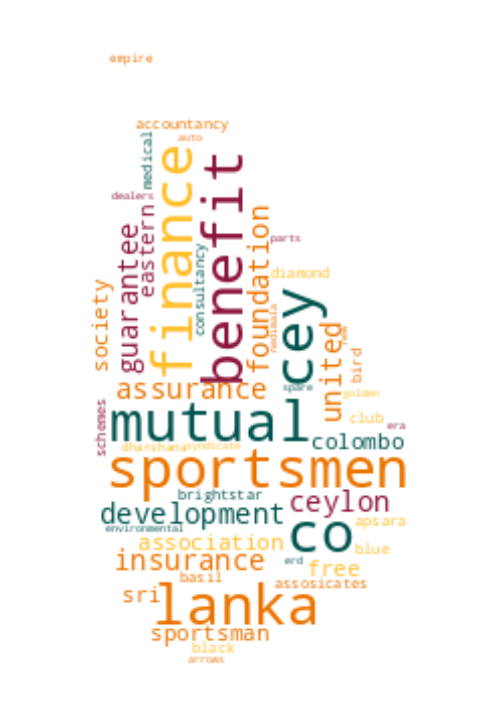 empire
accountancy
auto
medical
finance
benefit
dealers
eastern
guarantee
foundation
parts
consultancy
diamond
society
cey
nedimala
united
new
bird
assurance
spare
golden
mutual
schemes
club
era
colombo
dharshana
syndicate
sportsmen
brightstar
ceylon
development
co
apsara
environmental
association
blue
insurance
erd
free
basil
assosicates
sri
lanka
sportsman
black
arrows